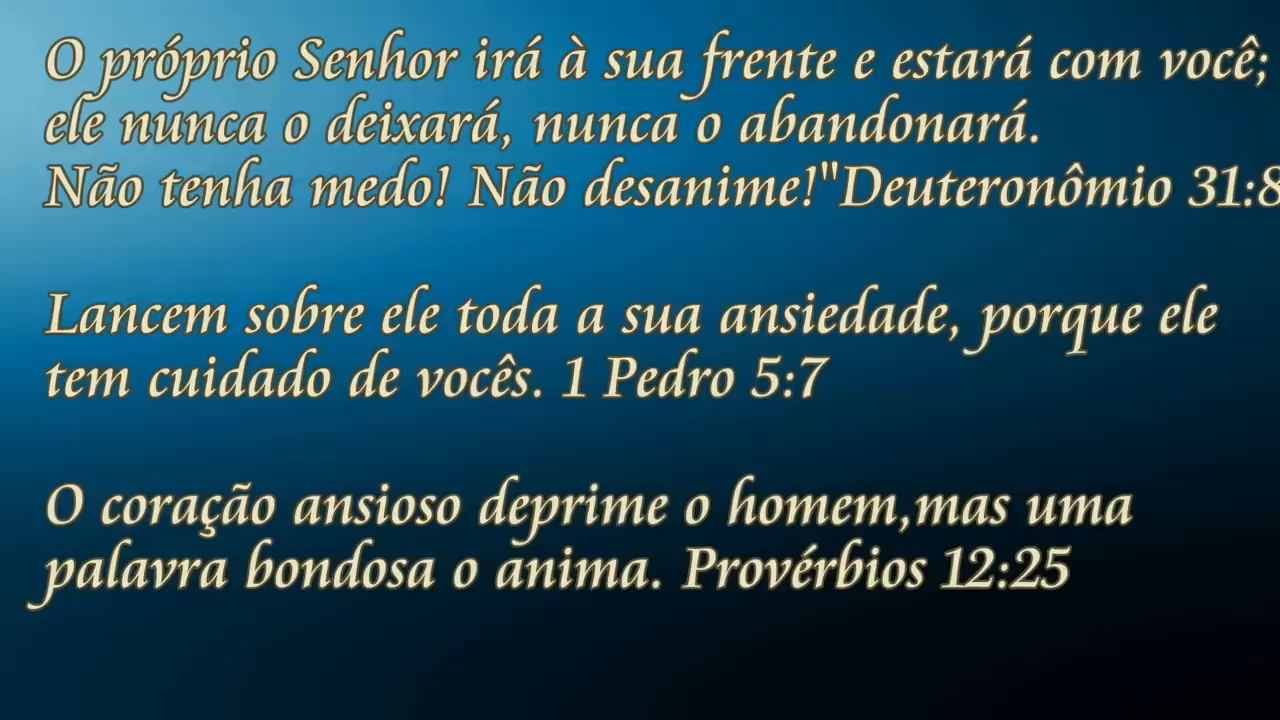 O próprio Senhor irá à sua frente e estará com você;
ele nunca o deixará, nunca o abandonará.
Não tenha medo! Não desanime!"Deuteronômio 31:8
Lancem sobre ele toda a sua ansiedade, porque ele
tem cuidado de vocês. 1 Pedro 5:7
O coração ansioso deprime o homem,mas uma
palavra bondosa o anima. Provérbios 12:25